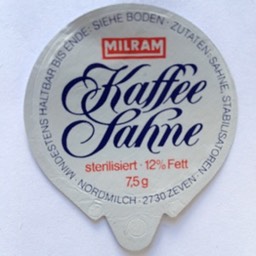 MILRAM
Kaffee
Sahne
sterilisiert · 12% Fett
7,5 g
MINDESTENS HALTBAR BIS ENDE: SIEHE BODEN · ZUTATEN: SAHNE, STABILISATOREN · NORDMILCH · 2730 ZEVEN ·